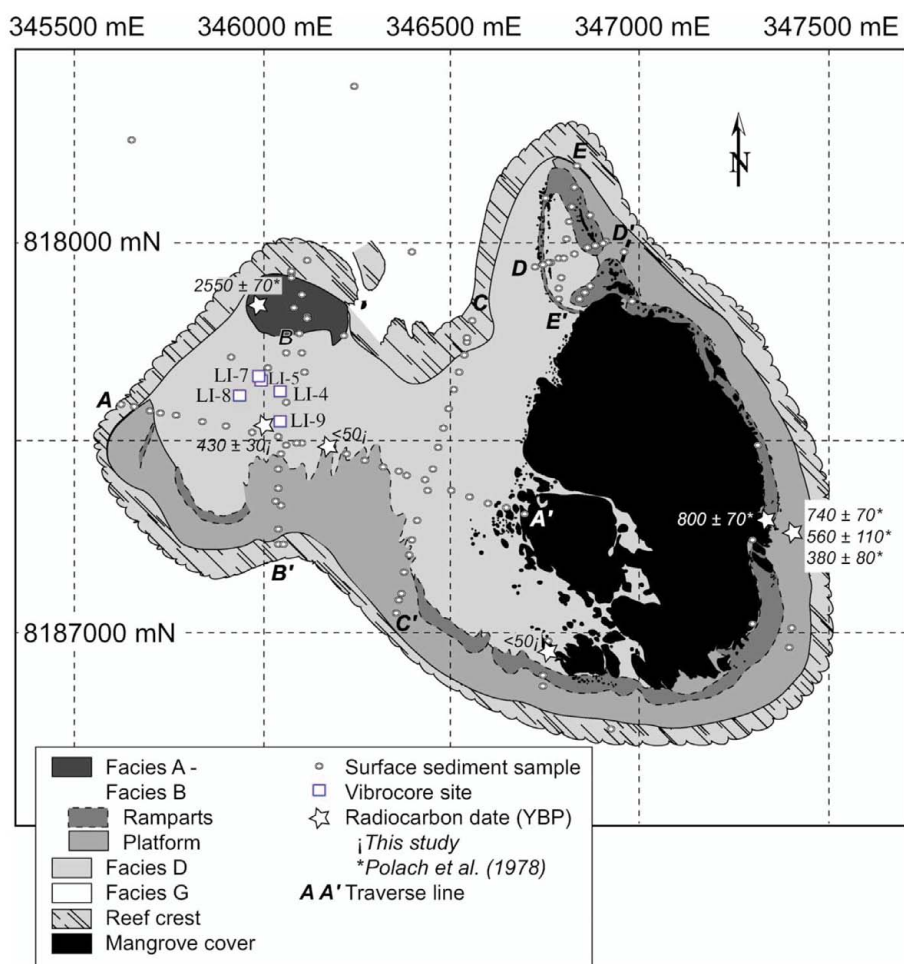 345500 mE 346000 mE 346500 mE 347000 mE 347500 mE
N
E
818000 mN
D'
D
2550 ± 70*
'
C
E'
B
LI-7
LI-5
LI-8
LI-4
A
LI-9
430 ± 30¡
<50¡
A'
800 ± 70*
740 ± 70*
560 ± 110*
380 ± 80*
B'
C'
8187000 mN
<50¡
Facies A -
Facies B
Ramparts
Platform
Facies D
Facies G
Reef crest
Mangrove cover
Surface sediment sample
Vibrocore site
Radiocarbon date (YBP)
¡This study
*Polach et al. (1978)
A A' Traverse line